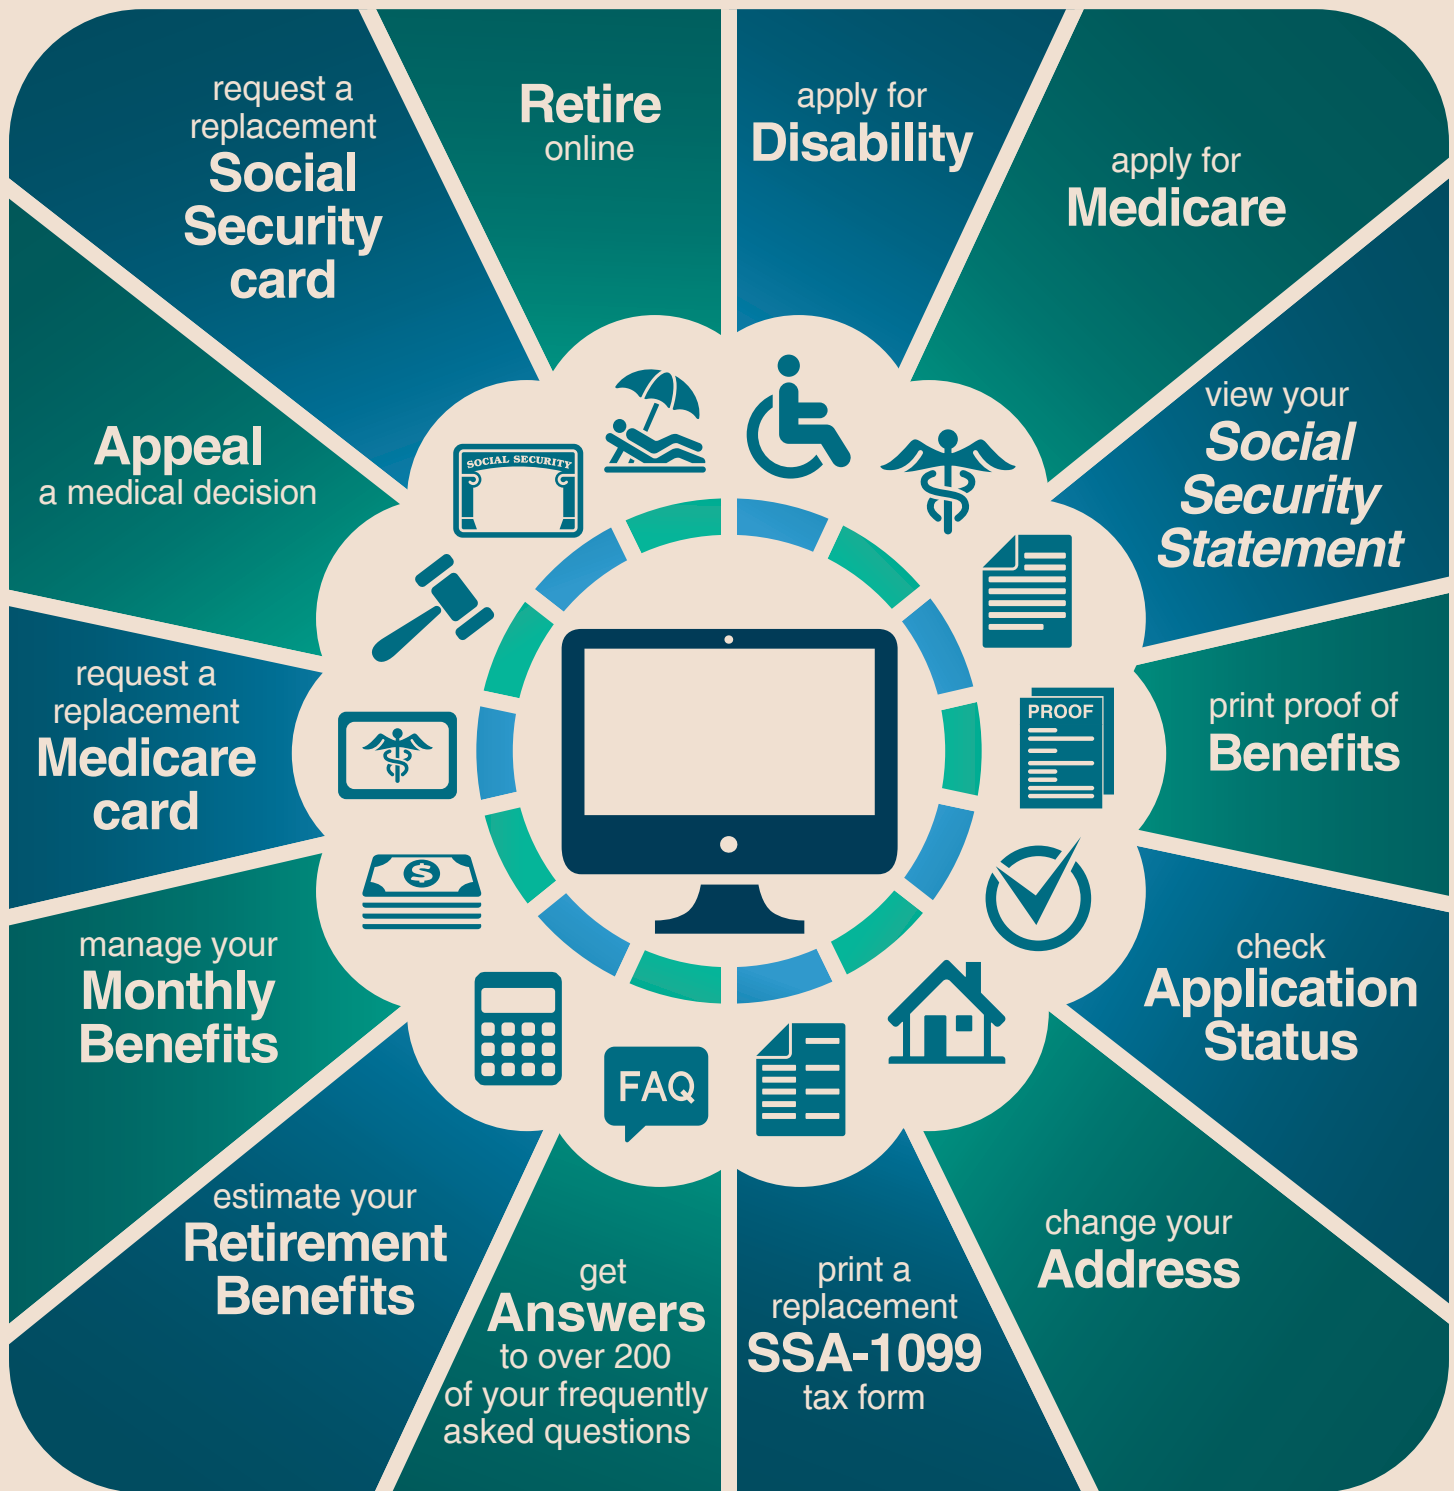 Retire
online
apply for
Disability
apply for
Medicare
view your
Social
Security
Statement
print proof of
Benefits
check
Application
Status
change your
Address
print a
replacement
SSA-1099
tax form
get
Answers
to over 200
of your frequently
asked questions
estimate your
Retirement
Benefits
manage your
Monthly
Benefits
request a
replacement
Medicare
card
Appeal
a medical decision
request a
replacement
Social
Security
card
SOCIAL SECURITY
PROOF
FAQ
$